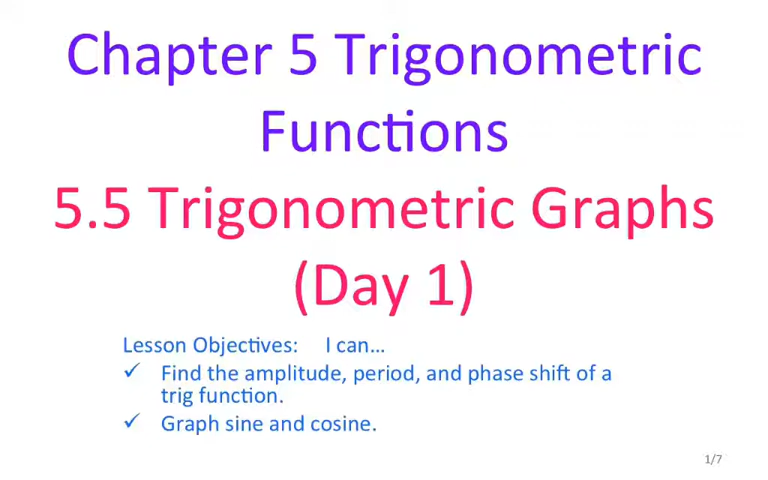 Chapter 5 Trigonometric
Functions
5.5 Trigonometric Graphs
(Day 1)
Lesson Objectives: I can…
✓ Find the amplitude, period, and phase shift of a
trig function.
✓ Graph sine and cosine.
1/7